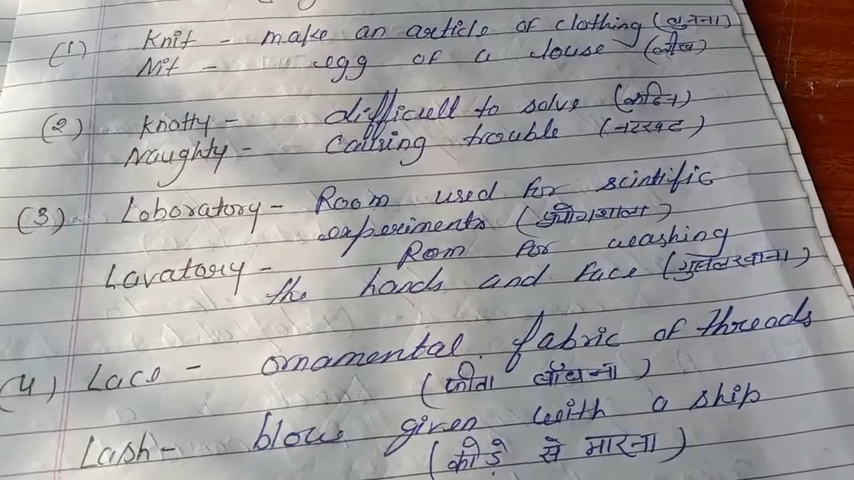 (1) Knit - make an article of clothing (बुनना)
Nit - egg of a louse (लीख)
(2) Knotty - difficult to solve (कठिन)
Naughty - Causing trouble (नटखट)
(3) Loboratory - Room used for scintific
experiments (प्रयोगशाला)
Lavatory - Rom for washing
the hands and face (गुसलखाना)
(4) Lace - ornamental fabric of threads
(फीता बाँधना)
Lash - blow given with a ship
(कोड़े से मारना)